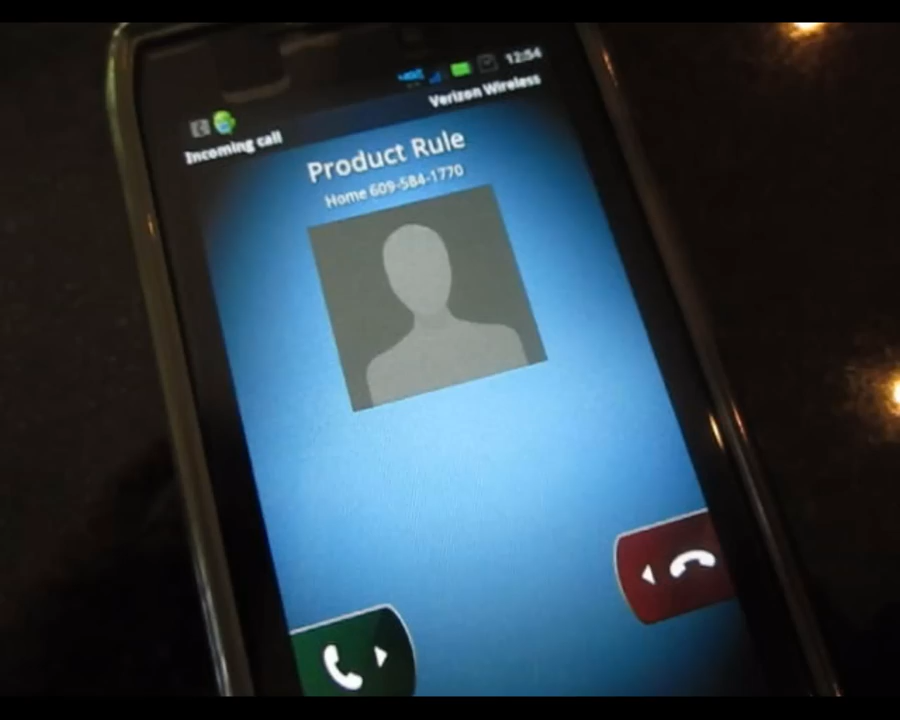 12:54
Verizon Wireless
Incoming call
Product Rule
Home 609-584-1770